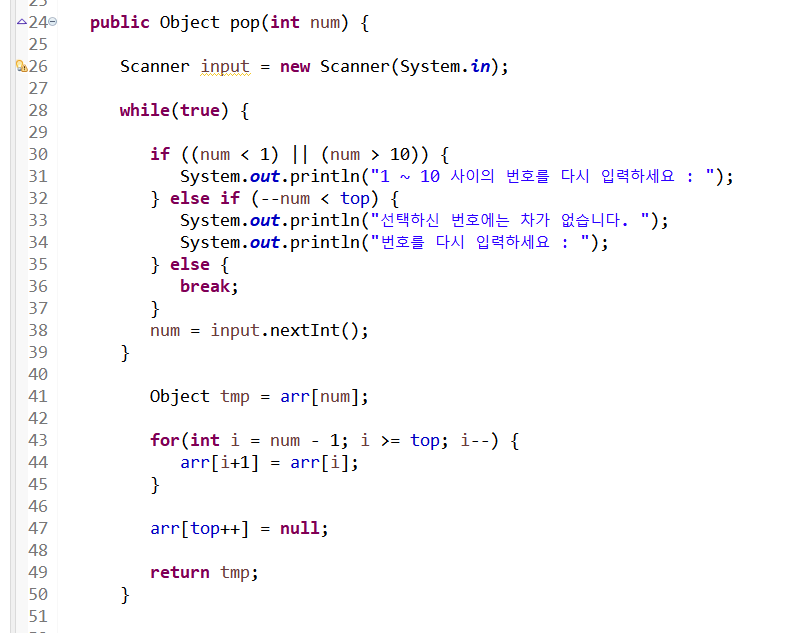 24 public Object pop(int num) {
25
26 Scanner input = new Scanner(System.in);
27
28 while(true) {
29
30 if ((num < 1) || (num > 10)) {
31 System.out.println("1 ~ 10 사이의 번호를 다시 입력하세요 : ");
32 } else if (--num < top) {
33 System.out.println("선택하신 번호에는 차가 없습니다. ");
34 System.out.println("번호를 다시 입력하세요 : ");
35 } else {
36 break;
37 }
38 num = input.nextInt();
39 }
40
41 Object tmp = arr[num];
42
43 for(int i = num - 1; i >= top; i--) {
44 arr[i+1] = arr[i];
45 }
46
47 arr[top++] = null;
48
49 return tmp;
50 }
51